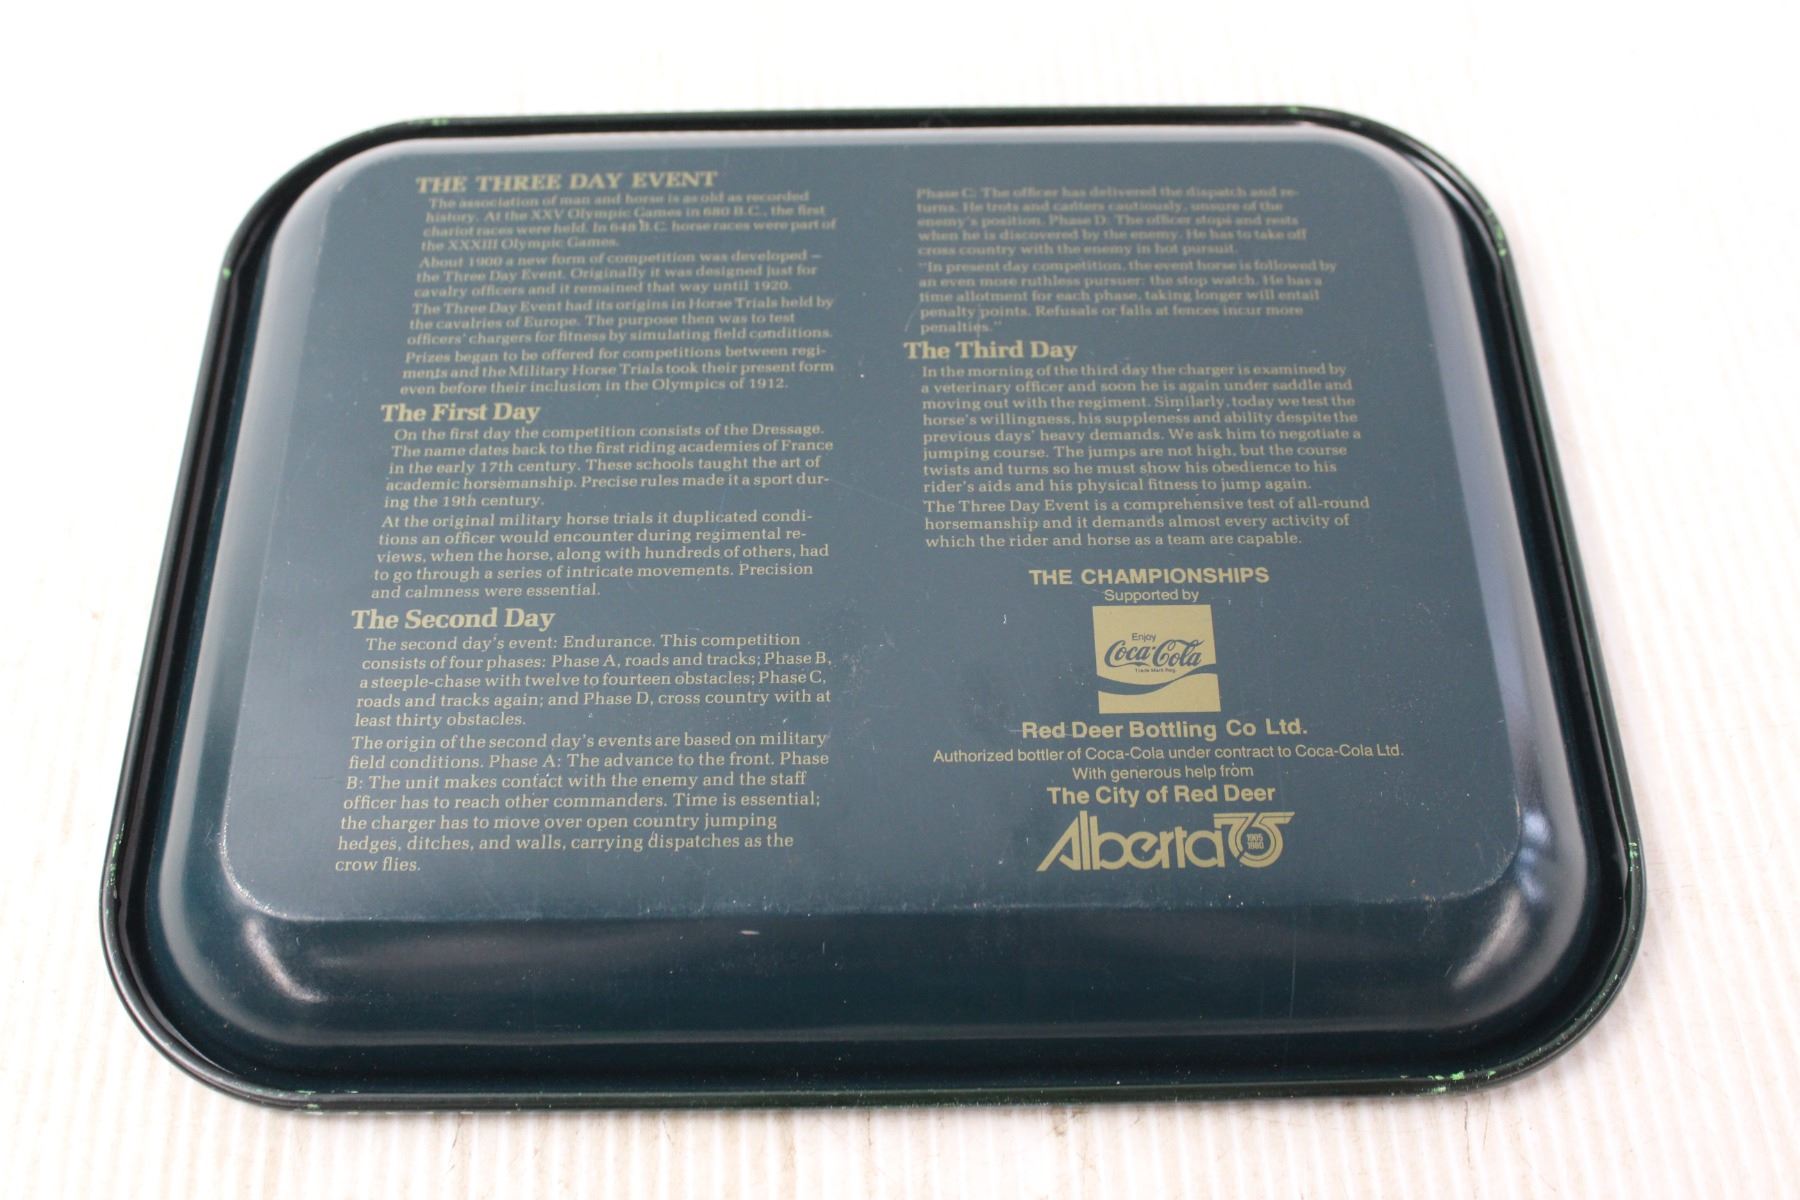 THE THREE DAY EVENT
The association of man and horse is as old as recorded
history. At the XXV Olympic Games in 680 B.C., the first
chariot races were held. In 648 B.C. horse races were part of
the XXXIII Olympic Games.
About 1900 a new form of competition was developed –
the Three Day Event. Originally it was designed just for
cavalry officers and it remained that way until 1920.
The Three Day Event had its origins in Horse Trials held by
the cavalries of Europe. The purpose then was to test
officers' chargers for fitness by simulating field conditions.
Prizes began to be offered for competitions between regi-
ments and the Military Horse Trials took their present form
even before their inclusion in the Olympics of 1912.
The First Day
On the first day the competition consists of the Dressage.
The name dates back to the first riding academies of France
in the early 17th century. These schools taught the art of
academic horsemanship. Precise rules made it a sport dur-
ing the 19th century.
At the original military horse trials it duplicated condi-
tions an officer would encounter during regimental re-
views, when the horse, along with hundreds of others, had
to go through a series of intricate movements. Precision
and calmness were essential.
The Second Day
The second day's event: Endurance. This competition
consists of four phases: Phase A, roads and tracks; Phase B,
a steeple-chase with twelve to fourteen obstacles; Phase C,
roads and tracks again; and Phase D, cross country with at
least thirty obstacles.
The origin of the second day's events are based on military
field conditions. Phase A: The advance to the front. Phase
B: The unit makes contact with the enemy and the staff
officer has to reach other commanders. Time is essential;
the charger has to move over open country jumping
hedges, ditches, and walls, carrying dispatches as the
crow flies.
Phase C: The officer has delivered the dispatch and re-
turns. He trots and canters cautiously, unsure of the
enemy's position. Phase D: The officer stops and rests
when he is discovered by the enemy. He has to take off
cross country with the enemy in hot pursuit.
"In present day competition, the event horse is followed by
an even more ruthless pursuer: the stop watch. He has a
time allotment for each phase, taking longer will entail
penalty points. Refusals or falls at fences incur more
penalties."
The Third Day
In the morning of the third day the charger is examined by
a veterinary officer and soon he is again under saddle and
moving out with the regiment. Similarly, today we test the
horse's willingness, his suppleness and ability despite the
previous days' heavy demands. We ask him to negotiate a
jumping course. The jumps are not high, but the course
twists and turns so he must show his obedience to his
rider's aids and his physical fitness to jump again.
The Three Day Event is a comprehensive test of all-round
horsemanship and it demands almost every activity of
which the rider and horse as a team are capable.
THE CHAMPIONSHIPS
Supported by
Enjoy
Coca-Cola
Trade Mark Reg.
Red Deer Bottling Co Ltd.
Authorized bottler of Coca-Cola under contract to Coca-Cola Ltd.
With generous help from
The City of Red Deer
Alberta 75
1905
1980